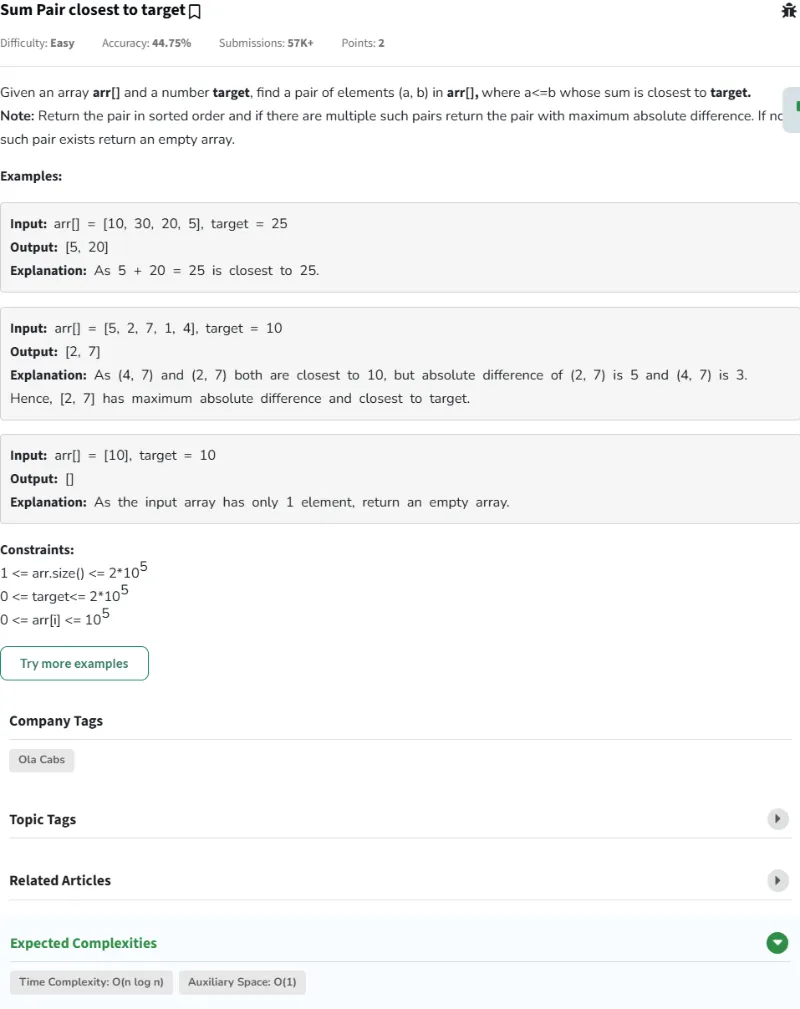 Sum Pair closest to target
Difficulty: Easy Accuracy: 44.75% Submissions: 57K+ Points: 2
Given an array arr[] and a number target, find a pair of elements (a, b) in arr[], where a<=b whose sum is closest to target.
Note: Return the pair in sorted order and if there are multiple such pairs return the pair with maximum absolute difference. If no
such pair exists return an empty array.
Examples:
Input: arr[] = [10, 30, 20, 5], target = 25
Output: [5, 20]
Explanation: As 5 + 20 = 25 is closest to 25.
Input: arr[] = [5, 2, 7, 1, 4], target = 10
Output: [2, 7]
Explanation: As (4, 7) and (2, 7) both are closest to 10, but absolute difference of (2, 7) is 5 and (4, 7) is 3.
Hence, [2, 7] has maximum absolute difference and closest to target.
Input: arr[] = [10], target = 10
Output: []
Explanation: As the input array has only 1 element, return an empty array.
Constraints:
1 <= arr.size() <= 2*10^5
0 <= target<= 2*10^5
0 <= arr[i] <= 10^5
Try more examples
Company Tags
Ola Cabs
Topic Tags
Related Articles
Expected Complexities
Time Complexity: O(n log n) Auxiliary Space: O(1)